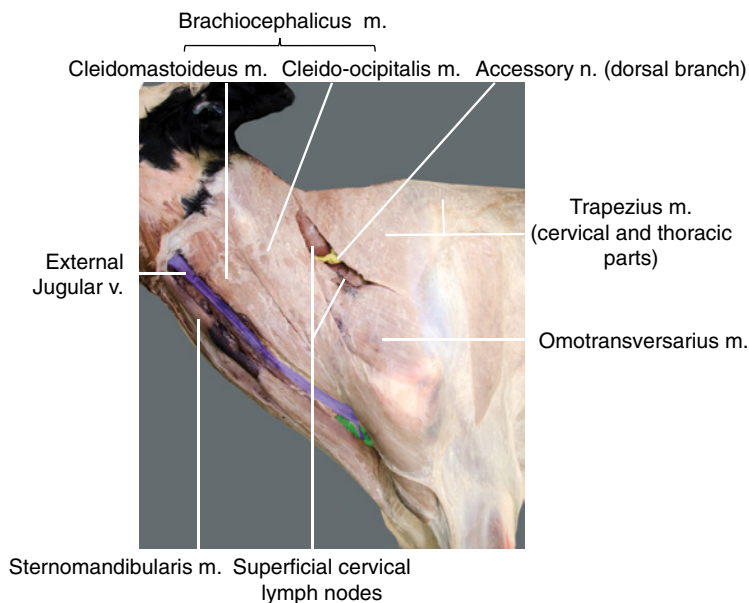 Brachiocephalicus m.
Cleidomastoideus m. Cleido-ocipitalis m. Accessory n. (dorsal branch)
Trapezius m.
(cervical and thoracic
parts)
External
Jugular v.
Omotransversarius m.
Sternomandibularis m. Superficial cervical
lymph nodes